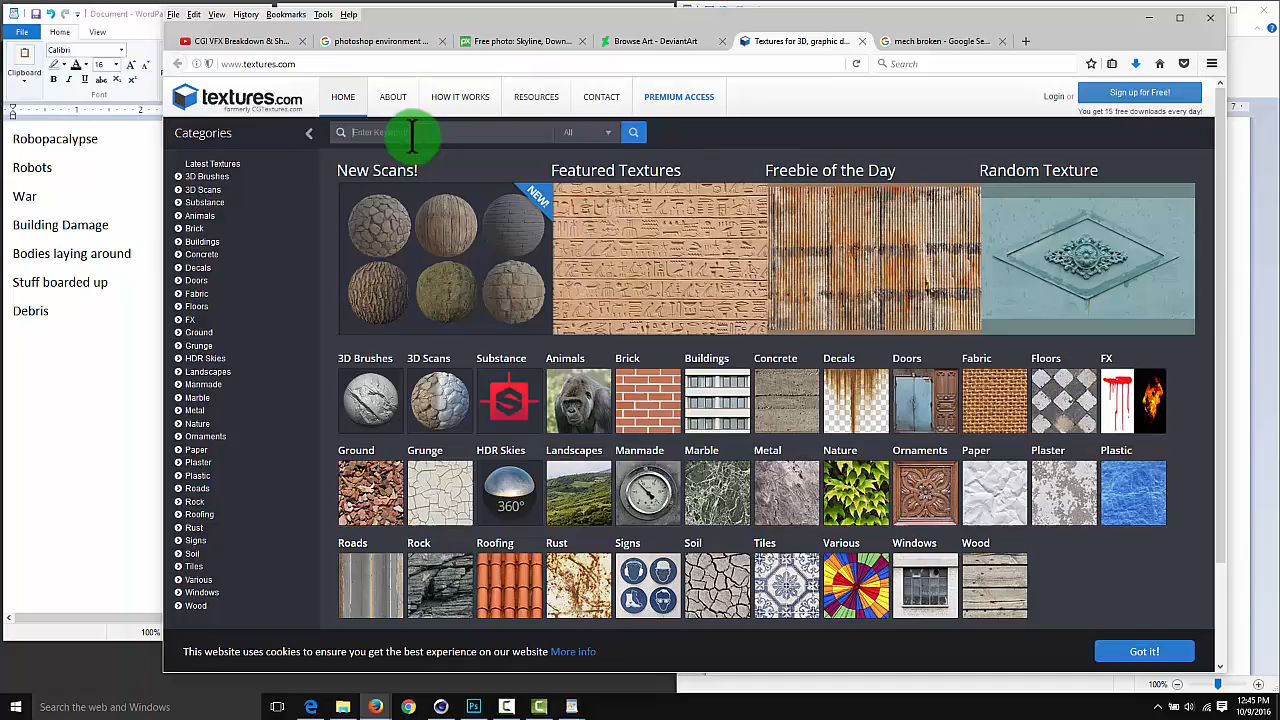 Document - WordPa
File Edit View History Bookmarks Tools Help
CGI VFX Breakdown & Sh...
photoshop environment ...
Free photo: Skyline, con...
Browse Art - DeviantArt
Textures for 3D, graphic d...
mech broken - Google Se...
File Home View
www.textures.com
Search
Clipboard
Calibri
16
Font
textures.com
formerly CGTextures.com
HOME
ABOUT
HOW IT WORKS
RESOURCES
CONTACT
PREMIUM ACCESS
Login or
Sign up for Free!
You get 15 free downloads every day!
1 2
7
Categories
Enter Keyword
All
Robopacalypse
Robots
War
Building Damage
Bodies laying around
Stuff boarded up
Debris
100%
Latest Textures
3D Brushes
3D Scans
Substance
Animals
Brick
Buildings
Concrete
Decals
Doors
Fabric
Floors
FX
Ground
Grunge
HDR Skies
Landscapes
Manmade
Marble
Metal
Nature
Ornaments
Paper
Plaster
Plastic
Roads
Rock
Roofing
Rust
Signs
Soil
Tiles
Various
Windows
Wood
New Scans!
Featured Textures
Freebie of the Day
Random Texture
NEW!
3D Brushes 3D Scans Substance Animals Brick Buildings Concrete Decals Doors Fabric Floors FX
Ground Grunge HDR Skies Landscapes Manmade Marble Metal Nature Ornaments Paper Plaster Plastic
360°
Roads Rock Roofing Rust Signs Soil Tiles Various Windows Wood
This website uses cookies to ensure you get the best experience on our website More info
Got it!
100%
Search the web and Windows
Ps
12:45 PM
10/9/2016